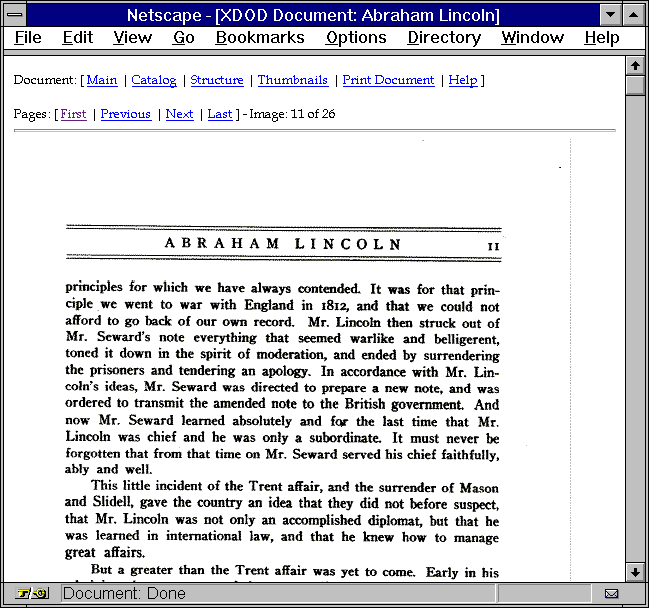 Netscape - [XDOD Document: Abraham Lincoln]
File Edit View Go Bookmarks Options Directory Window Help
Document: [ Main | Catalog | Structure | Thumbnails | Print Document | Help ]
Pages: [ First | Previous | Next | Last ] - Image: 11 of 26
ABRAHAM LINCOLN 11
principles for which we have always contended. It was for that prin-
ciple we went to war with England in 1812, and that we could not
afford to go back of our own record. Mr. Lincoln then struck out of
Mr. Seward's note everything that seemed warlike and belligerent,
toned it down in the spirit of moderation, and ended by surrendering
the prisoners and tendering an apology. In accordance with Mr. Lin-
coln's ideas, Mr. Seward was directed to prepare a new note, and was
ordered to transmit the amended note to the British government. And
now Mr. Seward learned absolutely and for the last time that Mr.
Lincoln was chief and he was only a subordinate. It must never be
forgotten that from that time on Mr. Seward served his chief faithfully,
ably and well.
This little incident of the Trent affair, and the surrender of Mason
and Slidell, gave the country an idea that they did not before suspect,
that Mr. Lincoln was not only an accomplished diplomat, but that he
was learned in international law, and that he knew how to manage
great affairs.
But a greater than the Trent affair was yet to come. Early in his
Document: Done